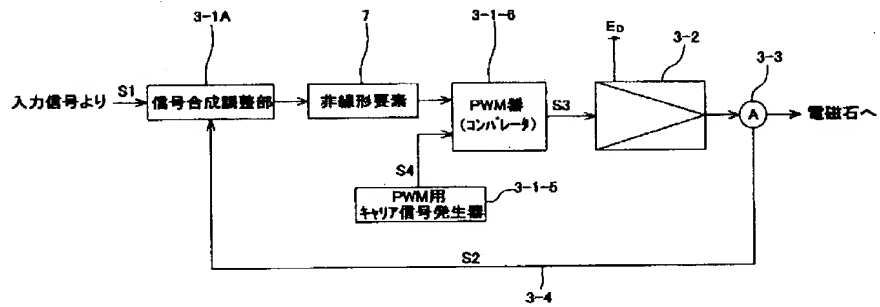 3-1A
7
3-1-6
ED
3-2
3-3
入力信号より
S1
信号合成調整部
非線形要素
PWM器
(コンパレータ)
S3
A
電磁石へ
S4
3-1-5
PWM用
キャリア信号発生器
S2
3-4